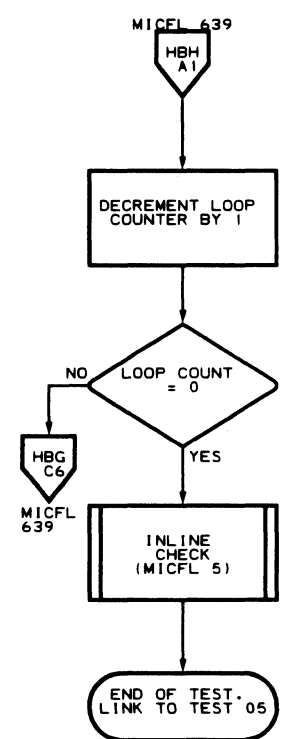 MICFL 639
HBH
A1
DECREMENT LOOP
COUNTER BY 1
LOOP COUNT
= 0
NO
YES
HBG
C6
MICFL
639
INLINE
CHECK
(MICFL 5)
END OF TEST.
LINK TO TEST 05